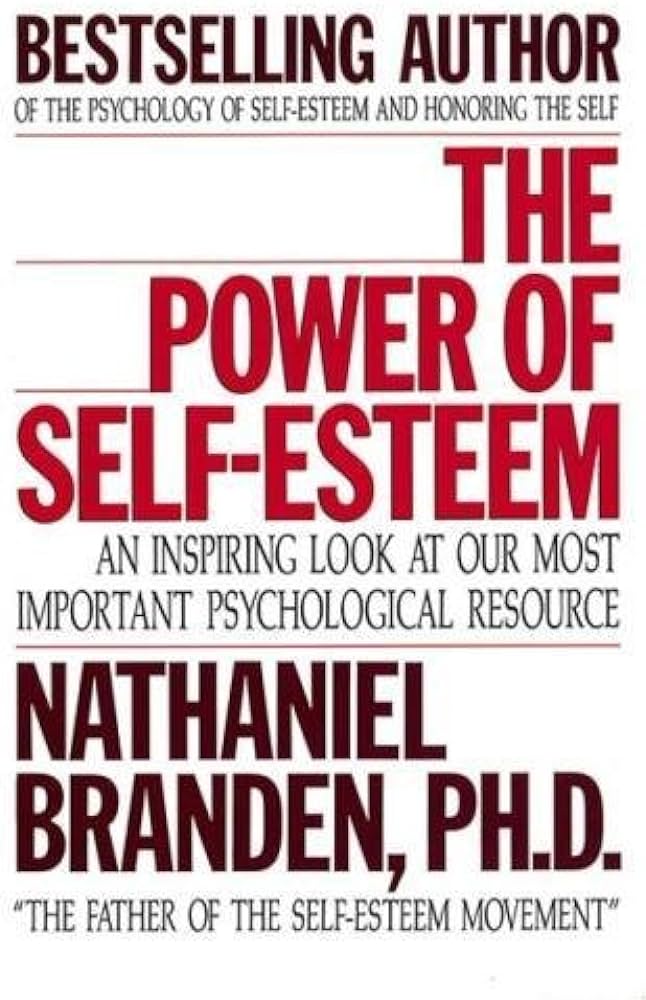 BESTSELLING AUTHOR
OF THE PSYCHOLOGY OF SELF-ESTEEM AND HONORING THE SELF
THE
POWER OF
SELF-ESTEEM
AN INSPIRING LOOK AT OUR MOST
IMPORTANT PSYCHOLOGICAL RESOURCE
NATHANIEL
BRANDEN, PH.D.
"THE FATHER OF THE SELF-ESTEEM MOVEMENT"